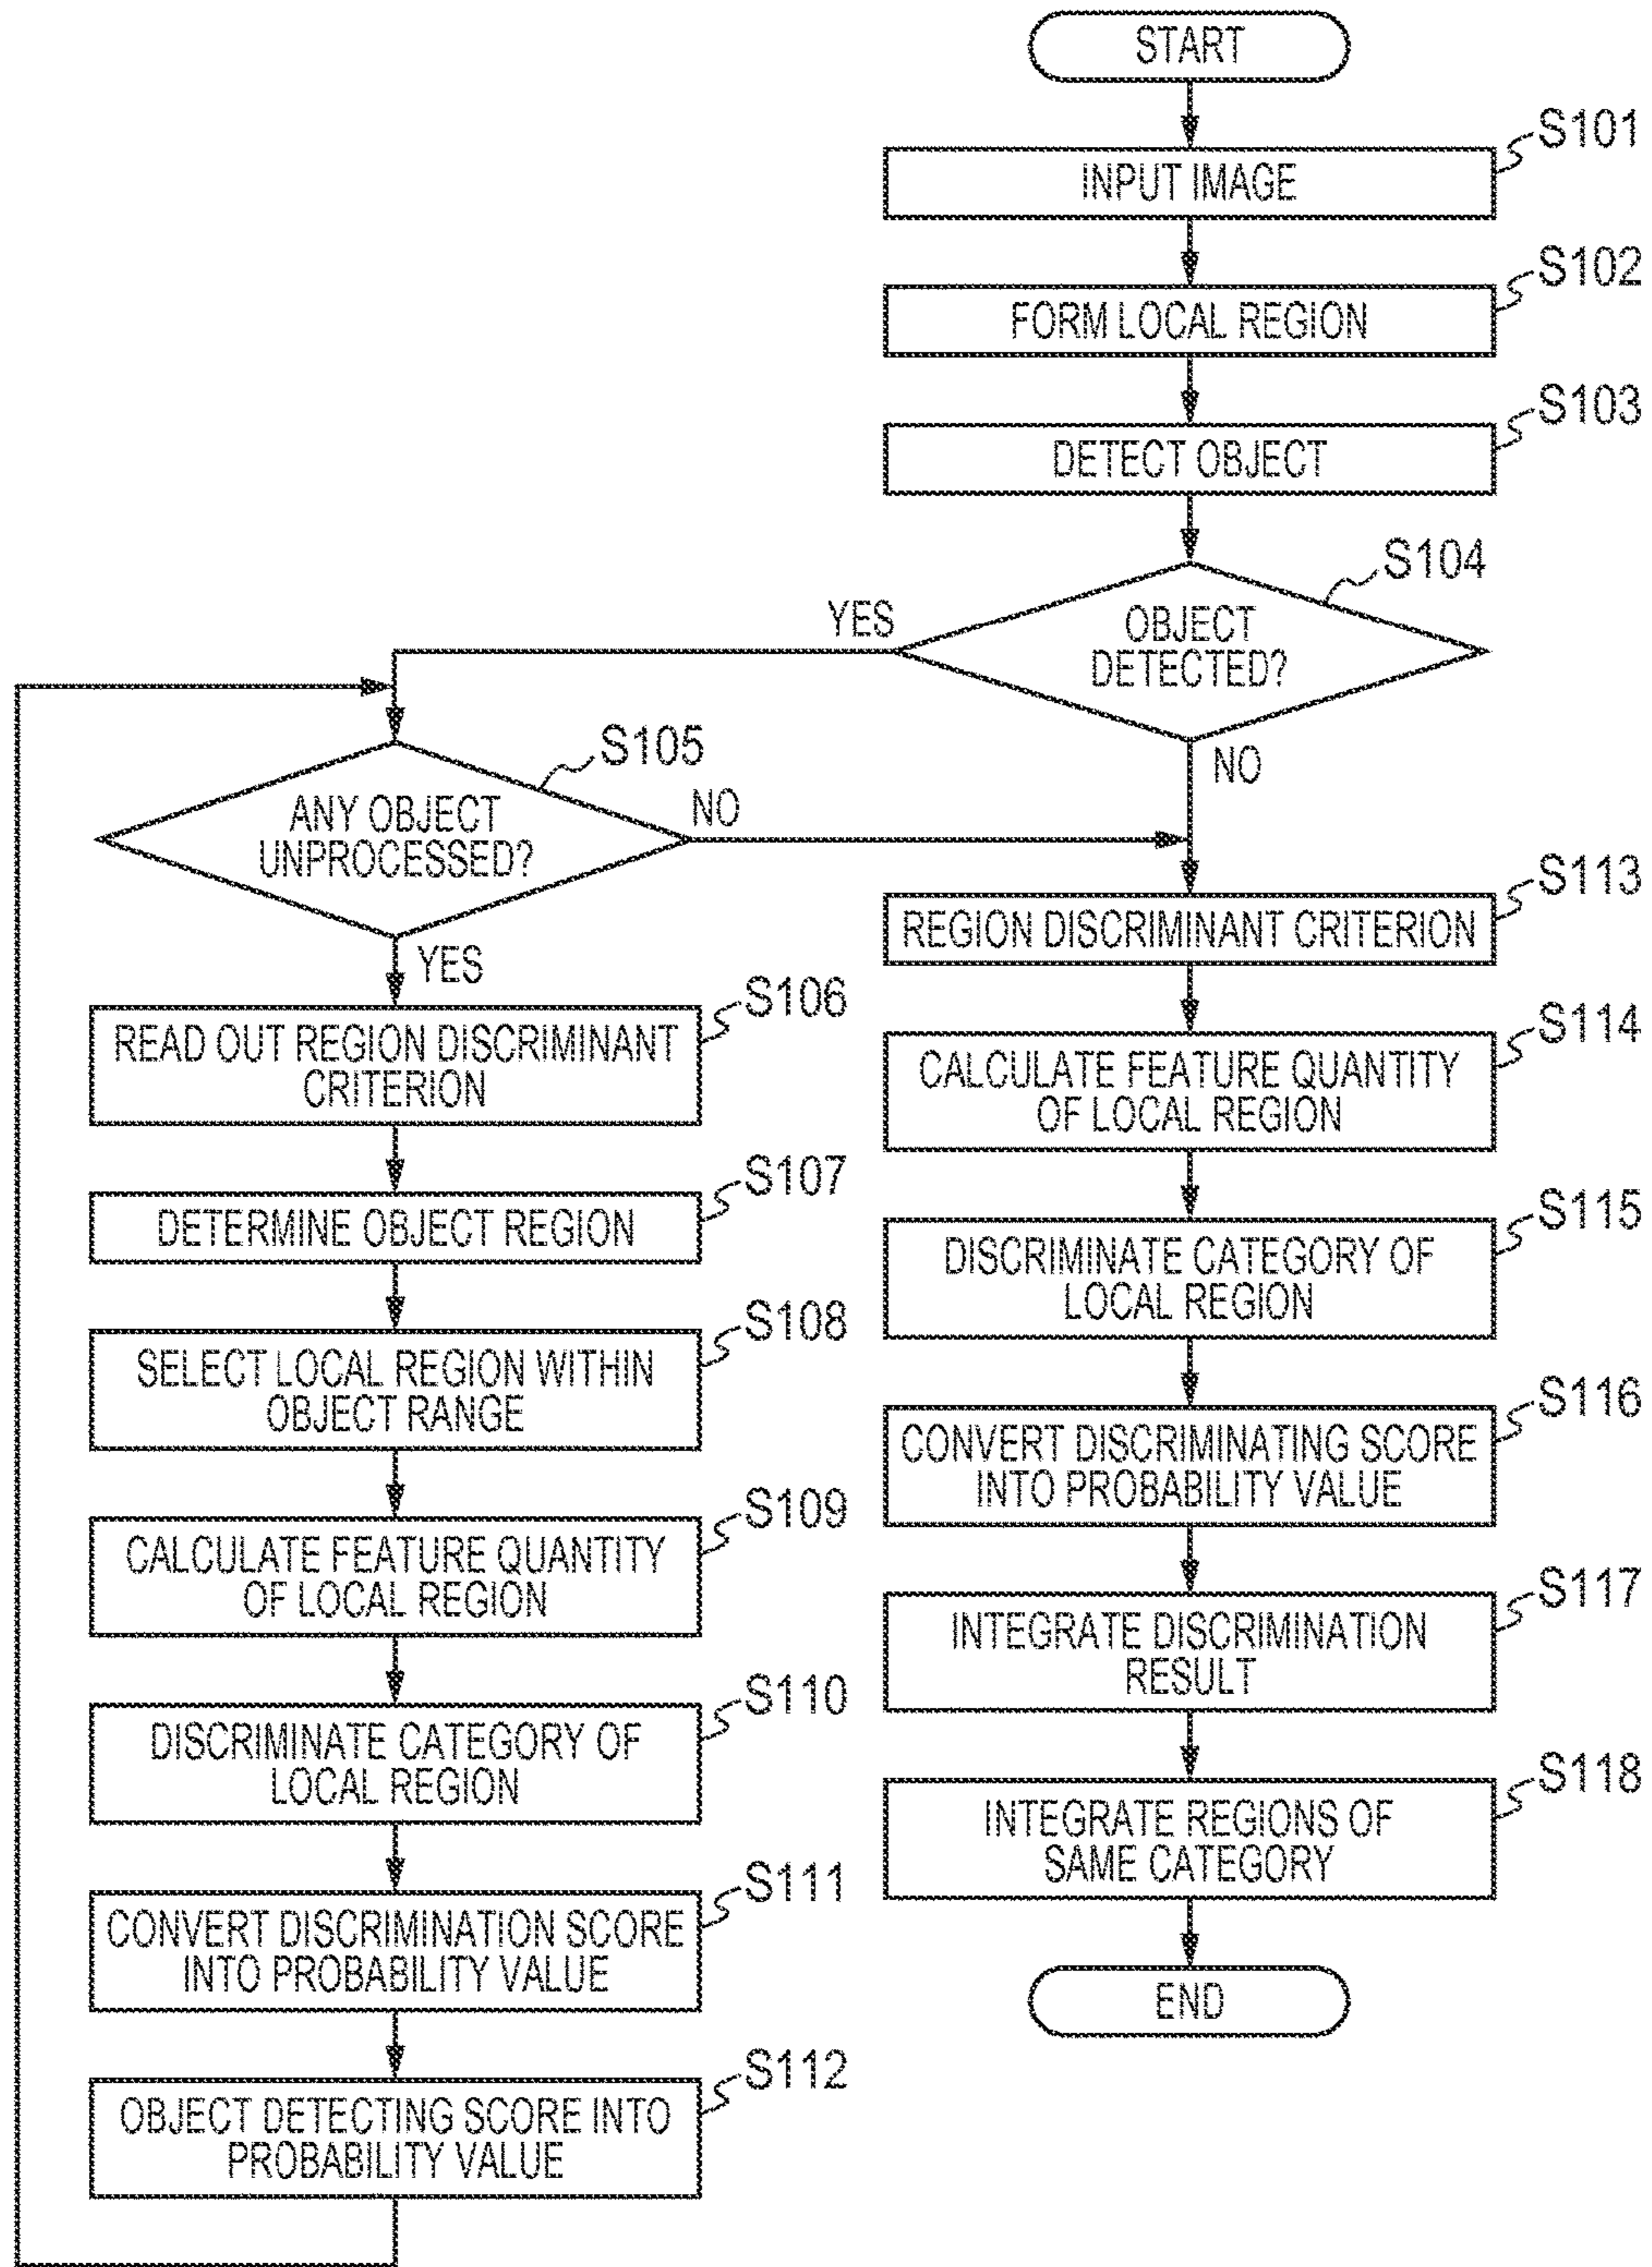 START
S101
INPUT IMAGE
S102
FORM LOCAL REGION
S103
DETECT OBJECT
S104
OBJECT
DETECTED?
YES
NO
S105
ANY OBJECT
UNPROCESSED?
NO
YES
S106
READ OUT REGION DISCRIMINANT
CRITERION
S107
DETERMINE OBJECT REGION
S108
SELECT LOCAL REGION WITHIN
OBJECT RANGE
S109
CALCULATE FEATURE QUANTITY
OF LOCAL REGION
S110
DISCRIMINATE CATEGORY OF
LOCAL REGION
S111
CONVERT DISCRIMINATION SCORE
INTO PROBABILITY VALUE
S112
OBJECT DETECTING SCORE INTO
PROBABILITY VALUE
S113
REGION DISCRIMINANT CRITERION
S114
CALCULATE FEATURE QUANTITY
OF LOCAL REGION
S115
DISCRIMINATE CATEGORY OF
LOCAL REGION
S116
CONVERT DISCRIMINATING SCORE
INTO PROBABILITY VALUE
S117
INTEGRATE DISCRIMINATION
RESULT
S118
INTEGRATE REGIONS OF
SAME CATEGORY
END